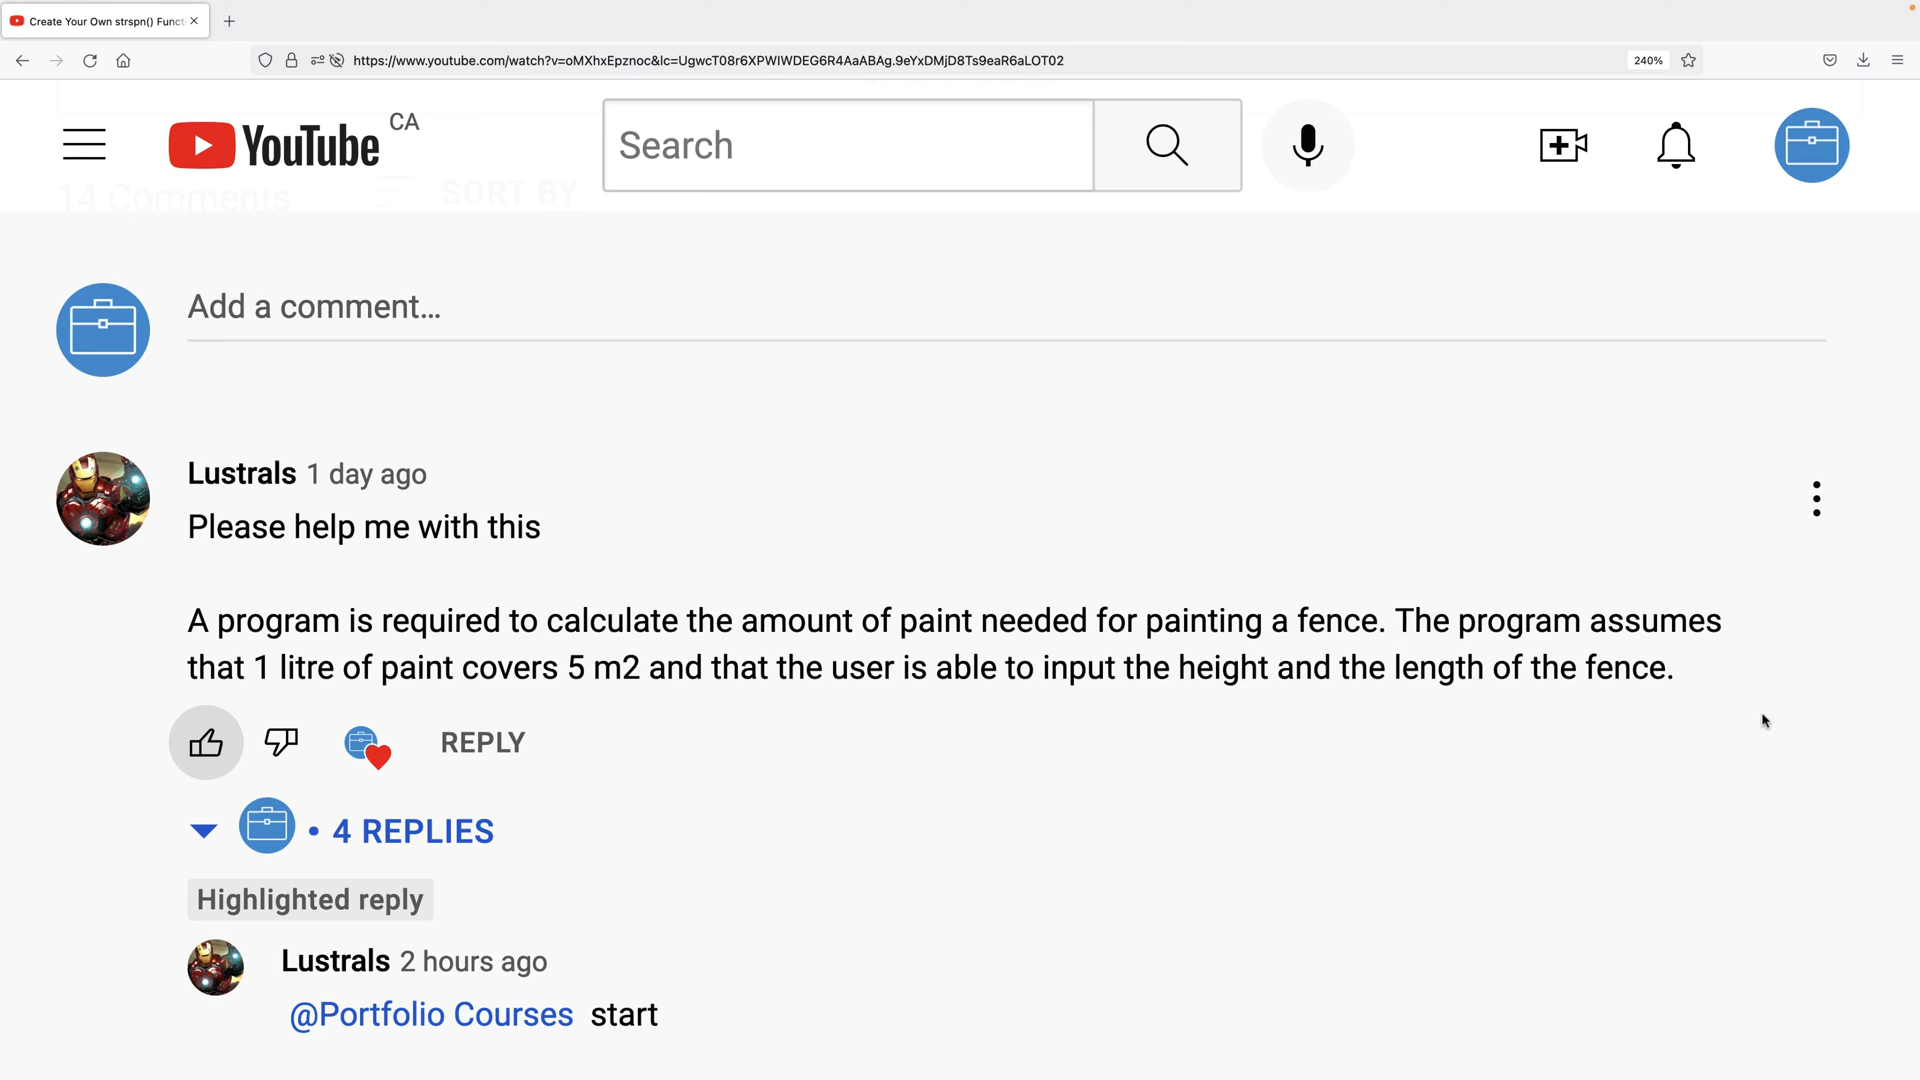 Create Your Own strspn() Funct
https://www.youtube.com/watch?v=oMXhxEpznoc&lc=UgwcT08r6XPWIWDEG6R4AaABAg.9eYxDMjD8Ts9eaR6aLOT02
240%
YouTube CA
Search
14 Comments SORT BY
Add a comment...
Lustrals 1 day ago
Please help me with this
A program is required to calculate the amount of paint needed for painting a fence. The program assumes
that 1 litre of paint covers 5 m2 and that the user is able to input the height and the length of the fence.
REPLY
• 4 REPLIES
Highlighted reply
Lustrals 2 hours ago
@Portfolio Courses start